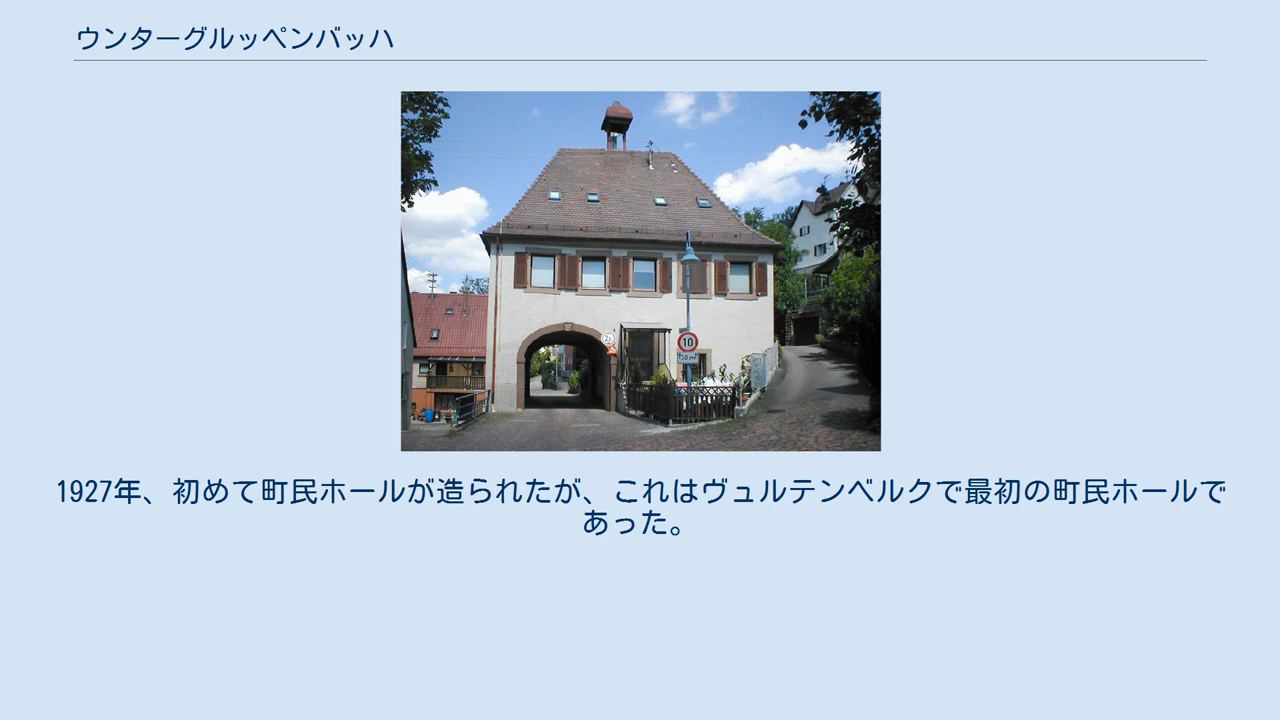 ウンターグルッペンバッハ
10
1927年、初めて町民ホールが造られたが、これはヴュルテンベルクで最初の町民ホールで
あった。